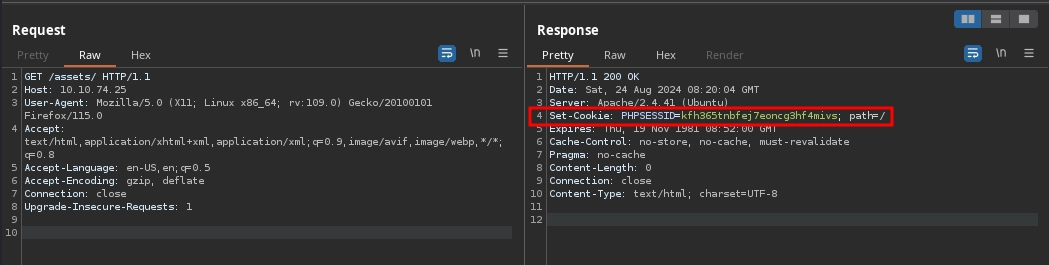 Request
Pretty Raw Hex
\n
1 GET /assets/ HTTP/1.1
2 Host: 10.10.74.25
3 User-Agent: Mozilla/5.0 (X11; Linux x86_64; rv:109.0) Gecko/20100101
Firefox/115.0
4 Accept:
text/html,application/xhtml+xml,application/xml;q=0.9,image/avif,image/webp,*/*;
q=0.8
5 Accept-Language: en-US,en;q=0.5
6 Accept-Encoding: gzip, deflate
7 Connection: close
8 Upgrade-Insecure-Requests: 1
9
10
Response
Pretty Raw Hex Render
\n
1 HTTP/1.1 200 OK
2 Date: Sat, 24 Aug 2024 08:20:04 GMT
3 Server: Apache/2.4.41 (Ubuntu)
4 Set-Cookie: PHPSESSID=kfh365tnbfej7eoncg3hf4mivs; path=/
5 Expires: Thu, 19 Nov 1981 08:52:00 GMT
6 Cache-Control: no-store, no-cache, must-revalidate
7 Pragma: no-cache
8 Content-Length: 0
9 Connection: close
10 Content-Type: text/html; charset=UTF-8
11
12